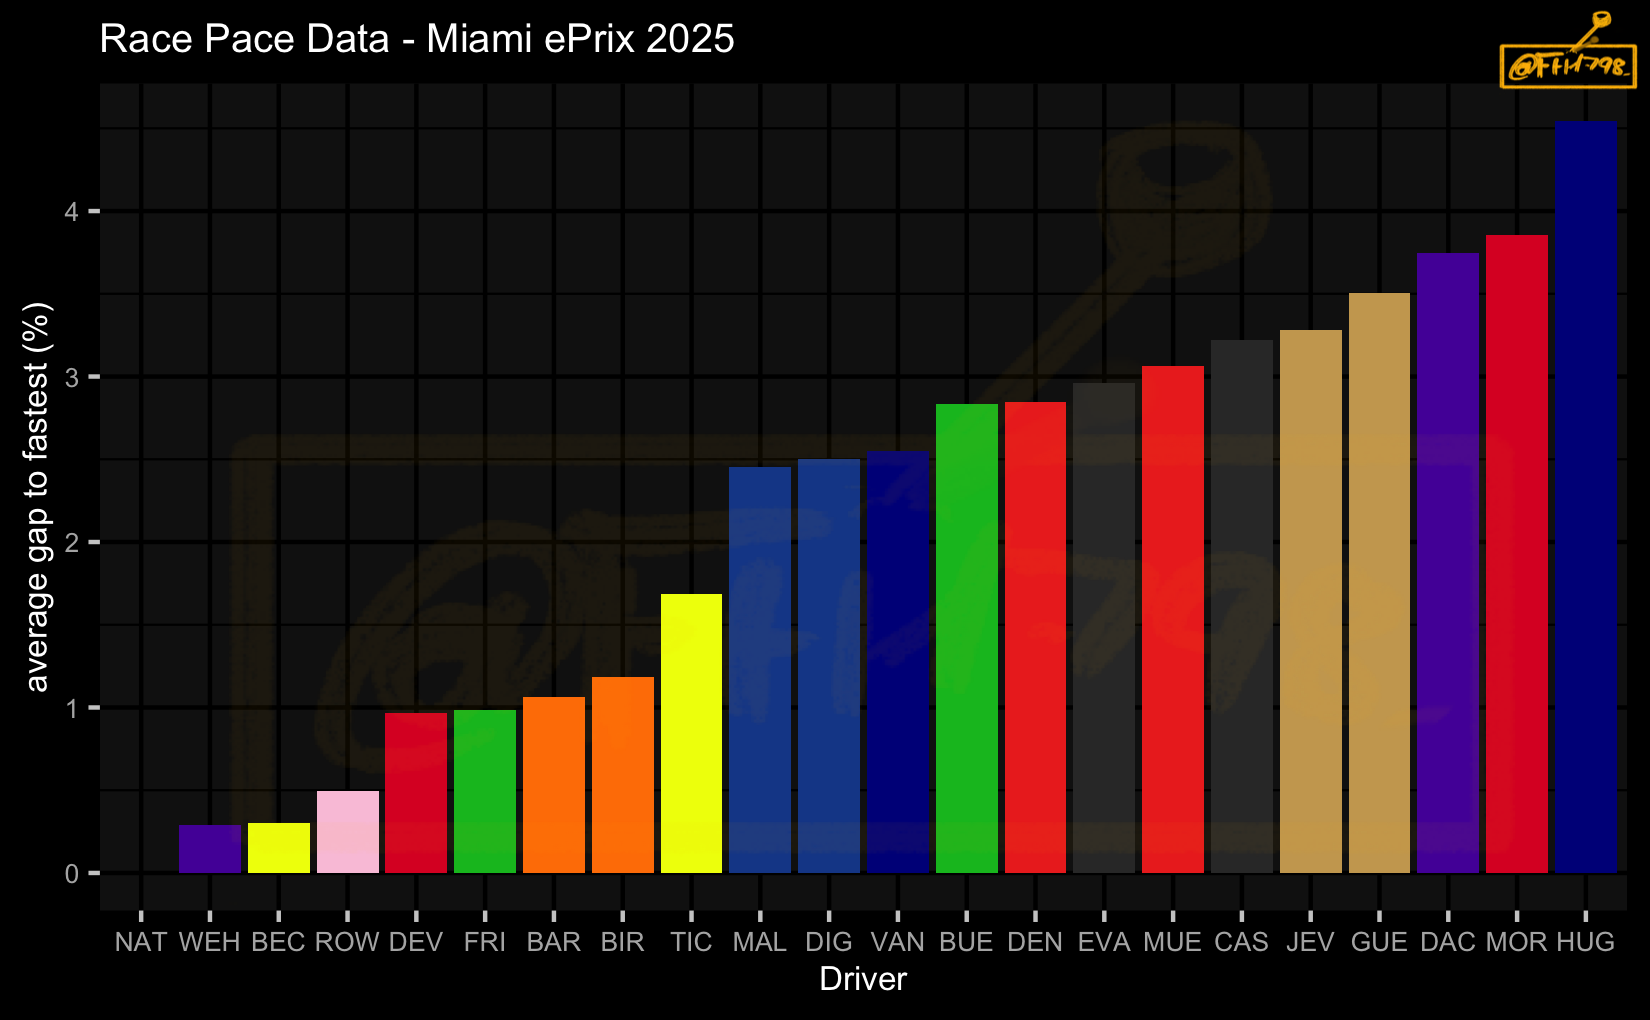 Race Pace Data - Miami ePrix 2025
@FFH798_
average gap to fastest (%)
4
3
2
1
0
NAT WEH BEC ROW DEV FRI BAR BIR TIC MAL DIG VAN BUE DEN EVA MUE CAS JEV GUE DAC MOR HUG
Driver